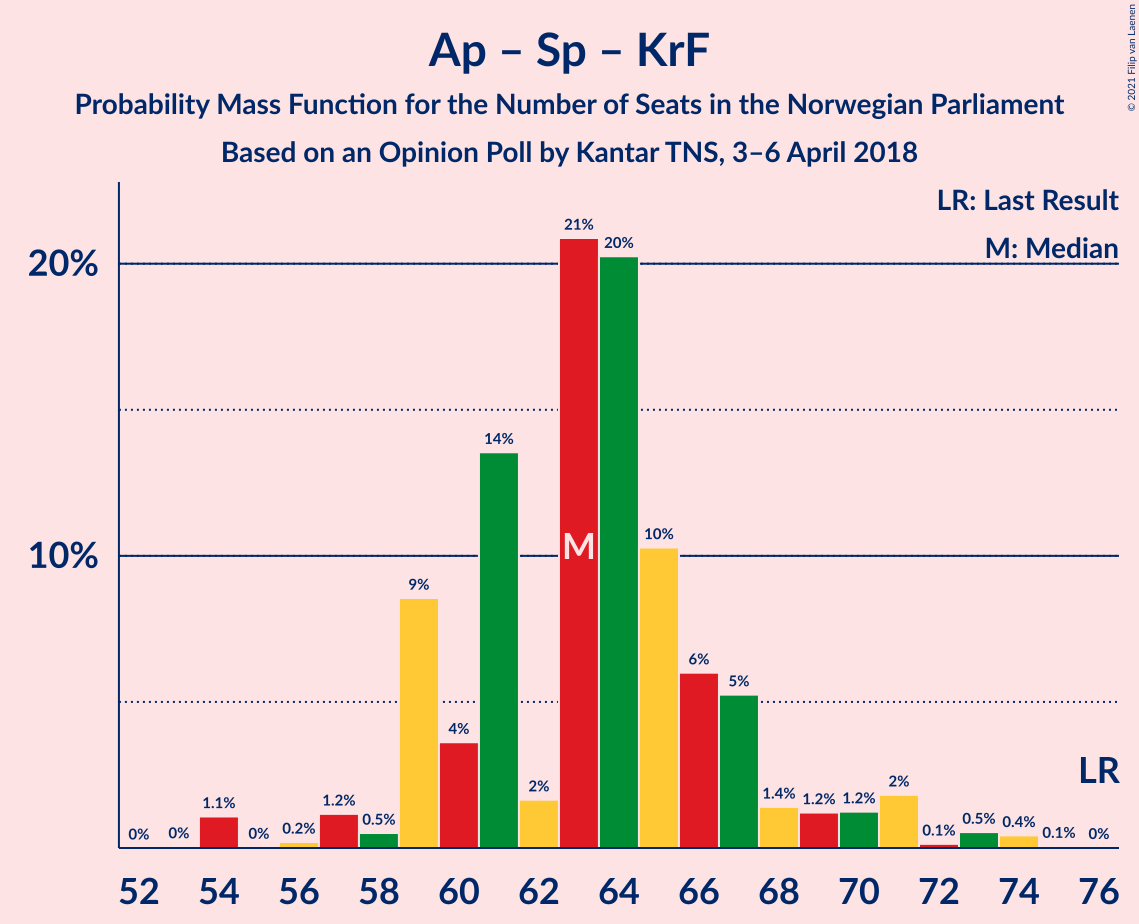 © 2021 Filip van Laenen
Ap – Sp – KrF
Probability Mass Function for the Number of Seats in the Norwegian Parliament
Based on an Opinion Poll by Kantar TNS, 3–6 April 2018
LR: Last Result
M: Median
20%
10%
0% 0% 1.1% 0% 0.2% 1.2% 0.5% 9% 4% 14% 2% 21% 20% 10% 6% 5% 1.4% 1.2% 1.2% 2% 0.1% 0.5% 0.4% 0.1% 0%
M
LR
52 54 56 58 60 62 64 66 68 70 72 74 76